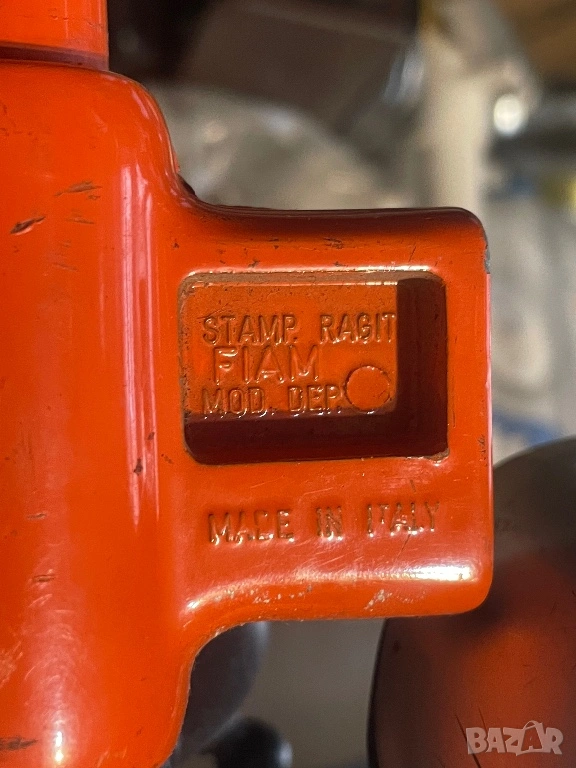 STAMP. RAGIT
FIAM
MOD. DEP.
MADE IN ITALY
BAZAR